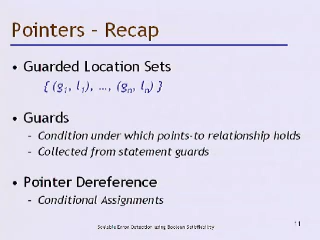 Pointers - Recap
• Guarded Location Sets
{ (g1, l1), ..., (gn, ln) }
• Guards
- Condition under which points-to relationship holds
- Collected from statement guards
• Pointer Dereference
- Conditional Assignments
Scalable Error Detection using Boolean Satisfiability
11